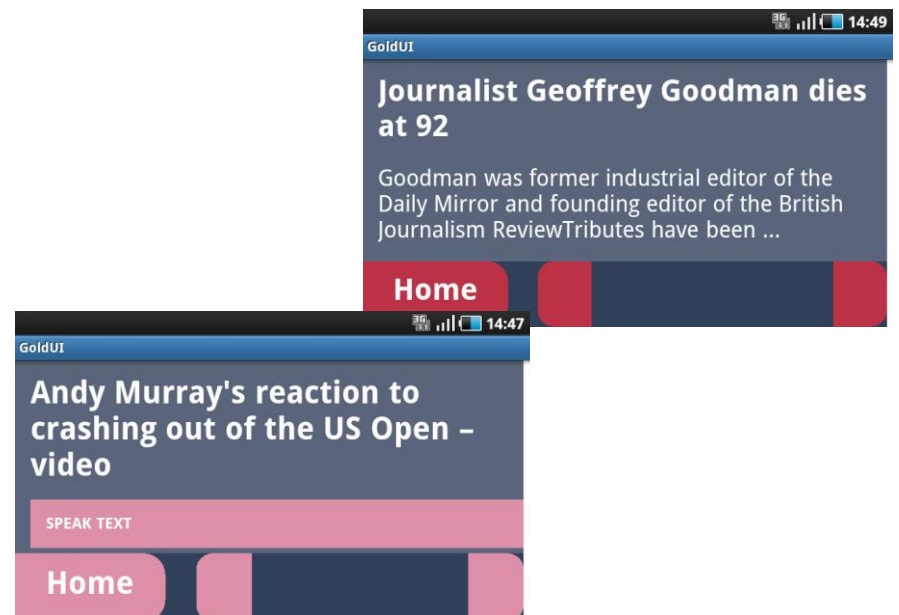 14:49
GoldUI
Journalist Geoffrey Goodman dies
at 92
Goodman was former industrial editor of the
Daily Mirror and founding editor of the British
Journalism ReviewTributes have been ...
Home
14:47
GoldUI
Andy Murray's reaction to
crashing out of the US Open –
video
SPEAK TEXT
Home